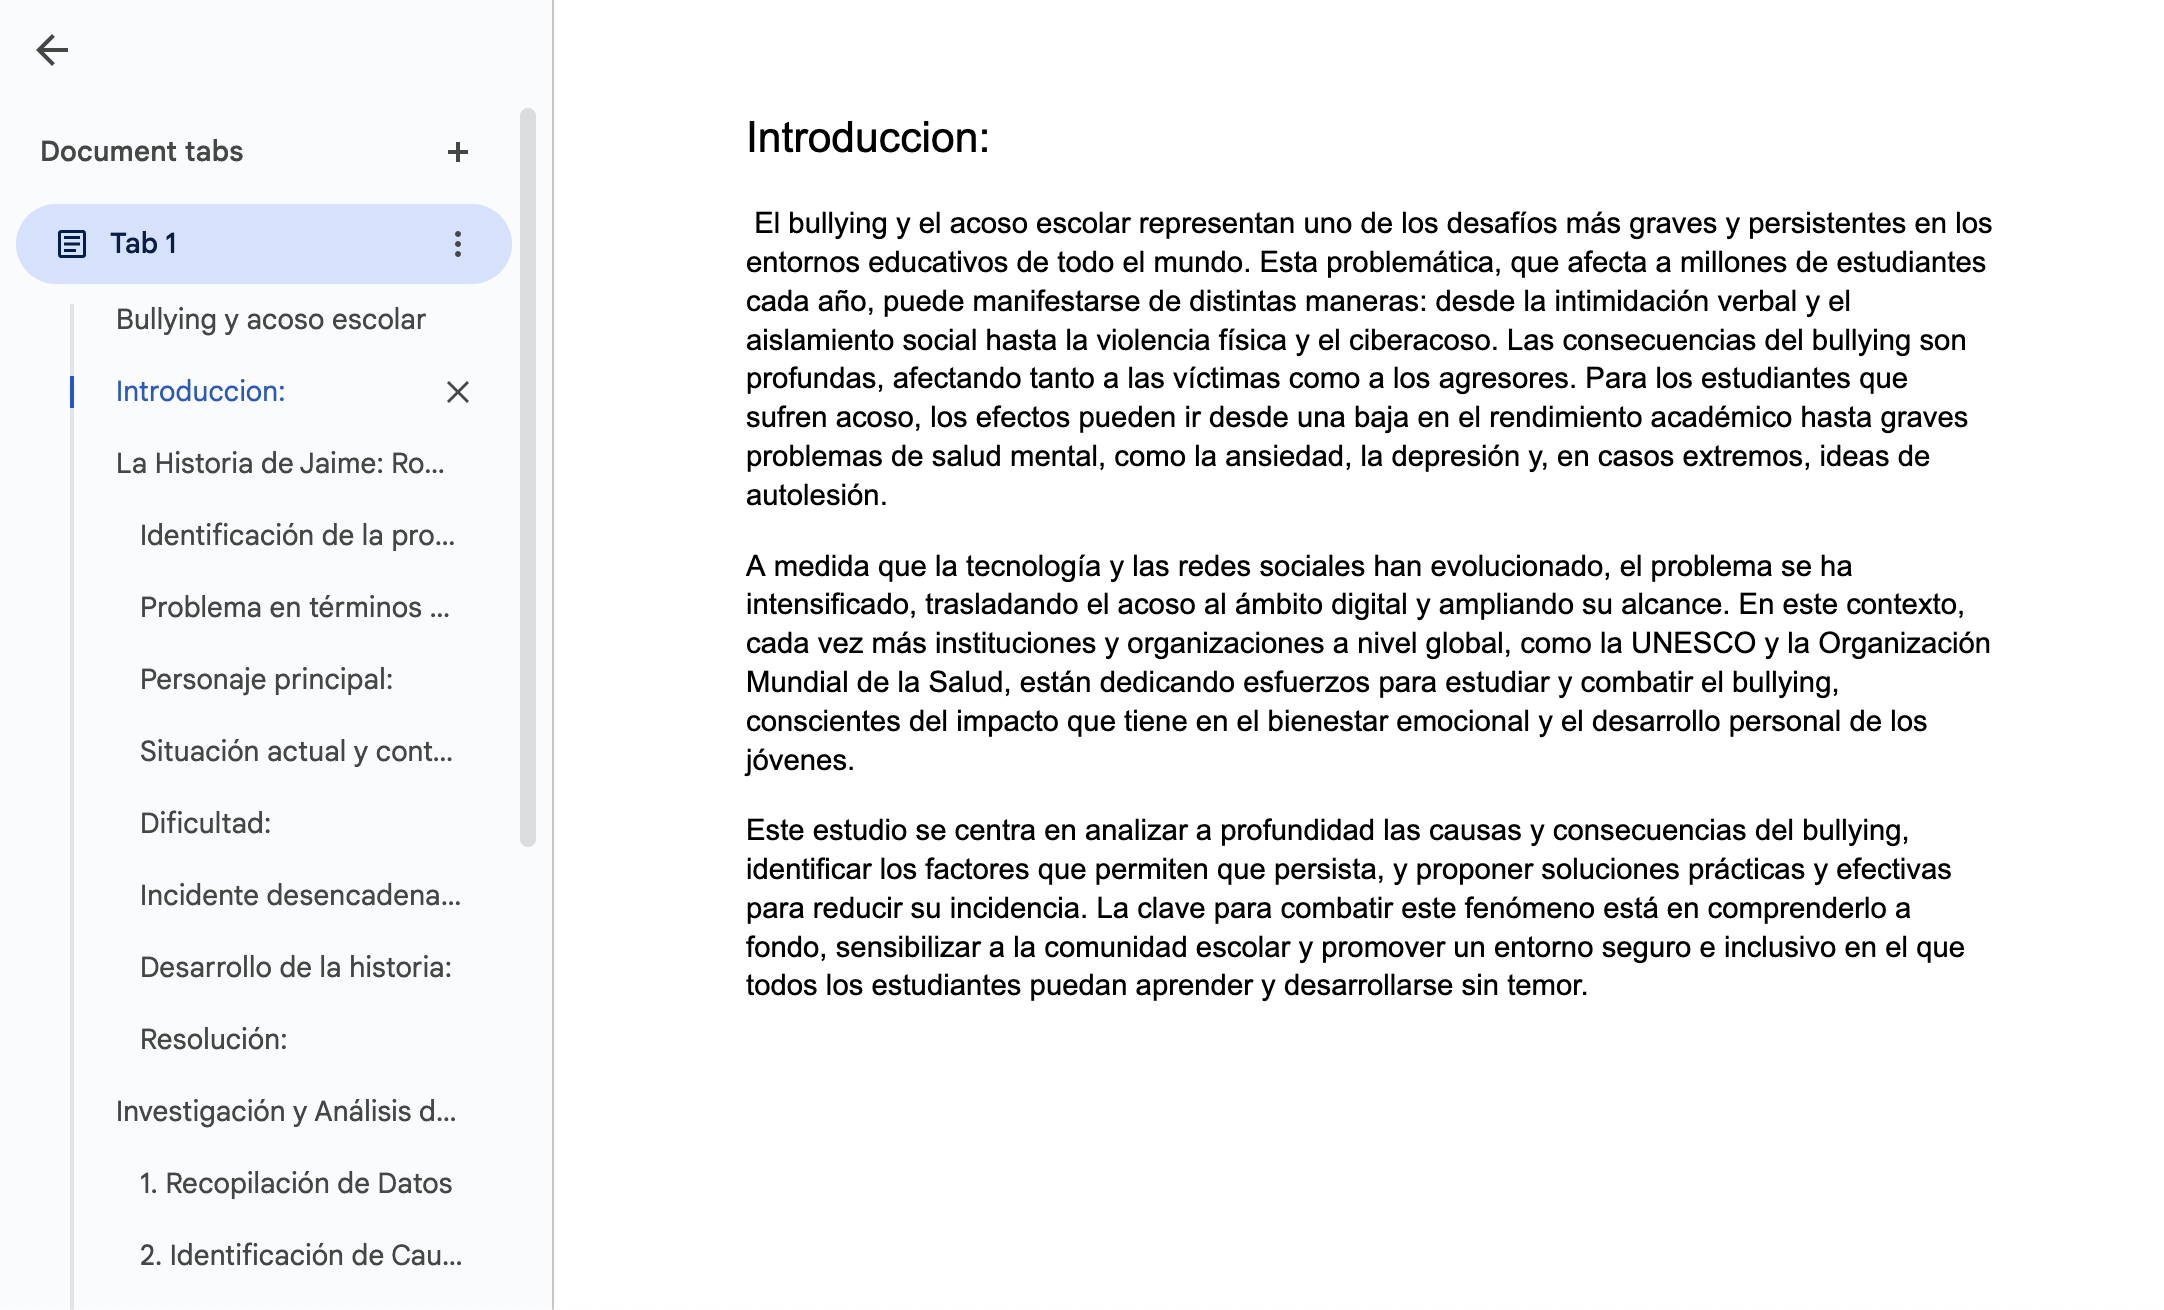 Document tabs
Tab 1
Bullying y acoso escolar
Introduccion:
La Historia de Jaime: Ro...
Identificación de la pro...
Problema en términos ...
Personaje principal:
Situación actual y cont...
Dificultad:
Incidente desencadena...
Desarrollo de la historia:
Resolución:
Investigación y Análisis d...
1. Recopilación de Datos
2. Identificación de Cau...
Introduccion:
El bullying y el acoso escolar representan uno de los desafíos más graves y persistentes en los
entornos educativos de todo el mundo. Esta problemática, que afecta a millones de estudiantes
cada año, puede manifestarse de distintas maneras: desde la intimidación verbal y el
aislamiento social hasta la violencia física y el ciberacoso. Las consecuencias del bullying son
profundas, afectando tanto a las víctimas como a los agresores. Para los estudiantes que
sufren acoso, los efectos pueden ir desde una baja en el rendimiento académico hasta graves
problemas de salud mental, como la ansiedad, la depresión y, en casos extremos, ideas de
autolesión.
A medida que la tecnología y las redes sociales han evolucionado, el problema se ha
intensificado, trasladando el acoso al ámbito digital y ampliando su alcance. En este contexto,
cada vez más instituciones y organizaciones a nivel global, como la UNESCO y la Organización
Mundial de la Salud, están dedicando esfuerzos para estudiar y combatir el bullying,
conscientes del impacto que tiene en el bienestar emocional y el desarrollo personal de los
jóvenes.
Este estudio se centra en analizar a profundidad las causas y consecuencias del bullying,
identificar los factores que permiten que persista, y proponer soluciones prácticas y efectivas
para reducir su incidencia. La clave para combatir este fenómeno está en comprenderlo a
fondo, sensibilizar a la comunidad escolar y promover un entorno seguro e inclusivo en el que
todos los estudiantes puedan aprender y desarrollarse sin temor.